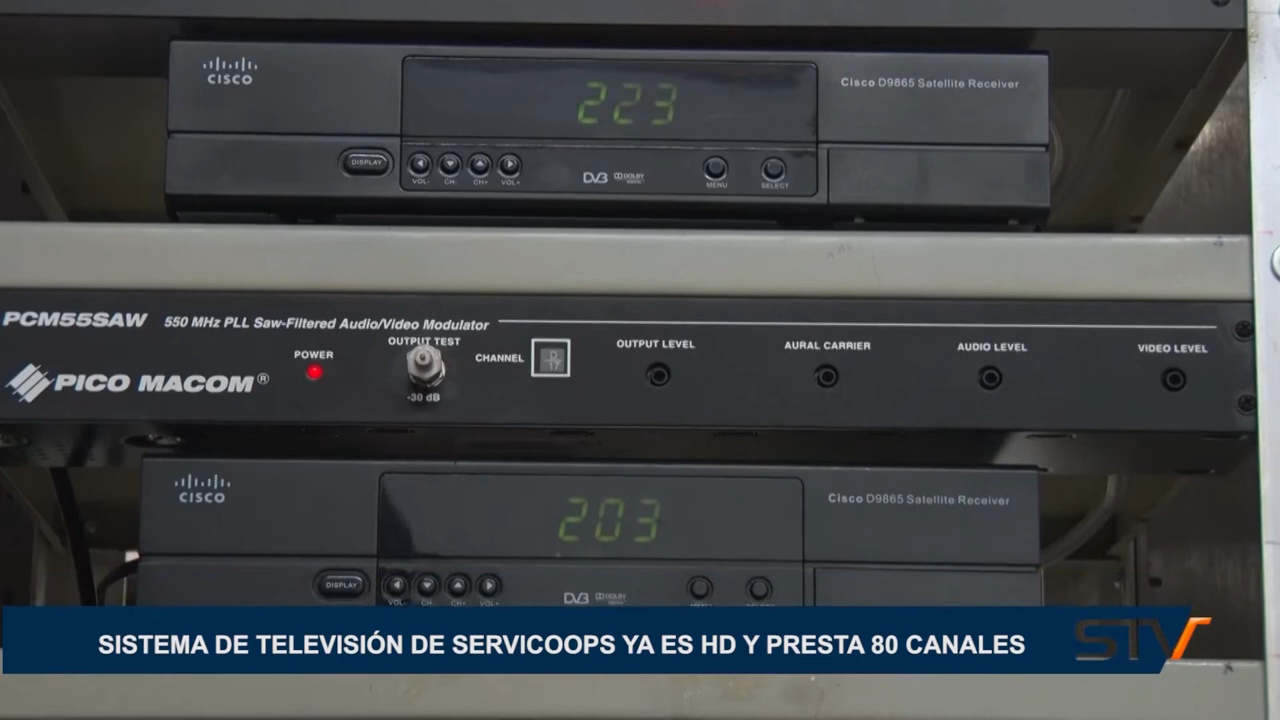 CISCO
223
Cisco D9865 Satellite Receiver
DISPLAY
VOL- CH- CH+ VOL+
DVB DOLBY DIGITAL
MENU SELECT
PCM55SAW 550 MHz PLL Saw-Filtered Audio/Video Modulator
PICO MACOM®
POWER
OUTPUT TEST
-30 dB
CHANNEL
17
OUTPUT LEVEL
AURAL CARRIER
AUDIO LEVEL
VIDEO LEVEL
CISCO
203
Cisco D9865 Satellite Receiver
DISPLAY
VOL- CH- CH+ VOL+
DVB DOLBY
SISTEMA DE TELEVISIÓN DE SERVICOOPS YA ES HD Y PRESTA 80 CANALES
STV